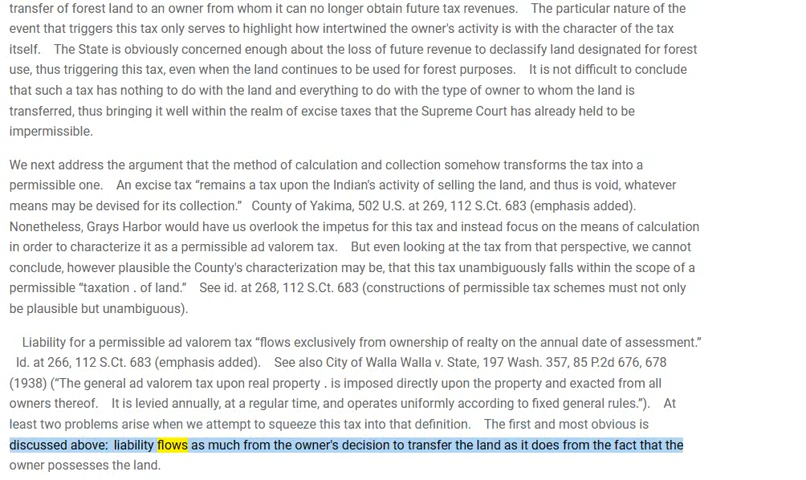 transfer of forest land to an owner from whom it can no longer obtain future tax revenues. The particular nature of the
event that triggers this tax only serves to highlight how intertwined the owner's activity is with the character of the tax
itself. The State is obviously concerned enough about the loss of future revenue to declassify land designated for forest
use, thus triggering this tax, even when the land continues to be used for forest purposes. It is not difficult to conclude
that such a tax has nothing to do with the land and everything to do with the type of owner to whom the land is
transferred, thus bringing it well within the realm of excise taxes that the Supreme Court has already held to be
impermissible.
We next address the argument that the method of calculation and collection somehow transforms the tax into a
permissible one. An excise tax “remains a tax upon the Indian's activity of selling the land, and thus is void, whatever
means may be devised for its collection.” County of Yakima, 502 U.S. at 269, 112 S.Ct. 683 (emphasis added).
Nonetheless, Grays Harbor would have us overlook the impetus for this tax and instead focus on the means of calculation
in order to characterize it as a permissible ad valorem tax. But even looking at the tax from that perspective, we cannot
conclude, however plausible the County's characterization may be, that this tax unambiguously falls within the scope of a
permissible “taxation . of land.” See id. at 268, 112 S.Ct. 683 (constructions of permissible tax schemes must not only
be plausible but unambiguous).
Liability for a permissible ad valorem tax “flows exclusively from ownership of realty on the annual date of assessment.”
Id. at 266, 112 S.Ct. 683 (emphasis added). See also City of Walla Walla v. State, 197 Wash. 357, 85 P.2d 676, 678
(1938) (“The general ad valorem tax upon real property . is imposed directly upon the property and exacted from all
owners thereof. It is levied annually, at a regular time, and operates uniformly according to fixed general rules.”). At
least two problems arise when we attempt to squeeze this tax into that definition. The first and most obvious is
discussed above: liability flows as much from the owner's decision to transfer the land as it does from the fact that the
owner possesses the land.